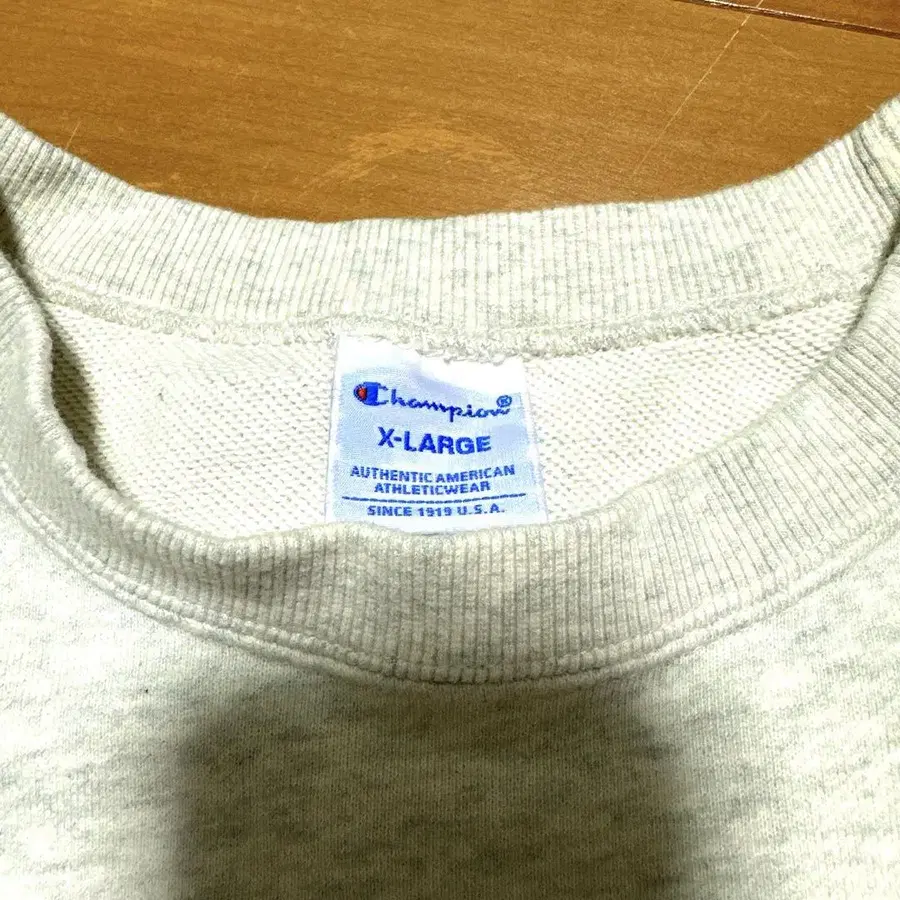 Champion®
X-LARGE
AUTHENTIC AMERICAN
ATHLETICWEAR
SINCE 1919 U.S.A.